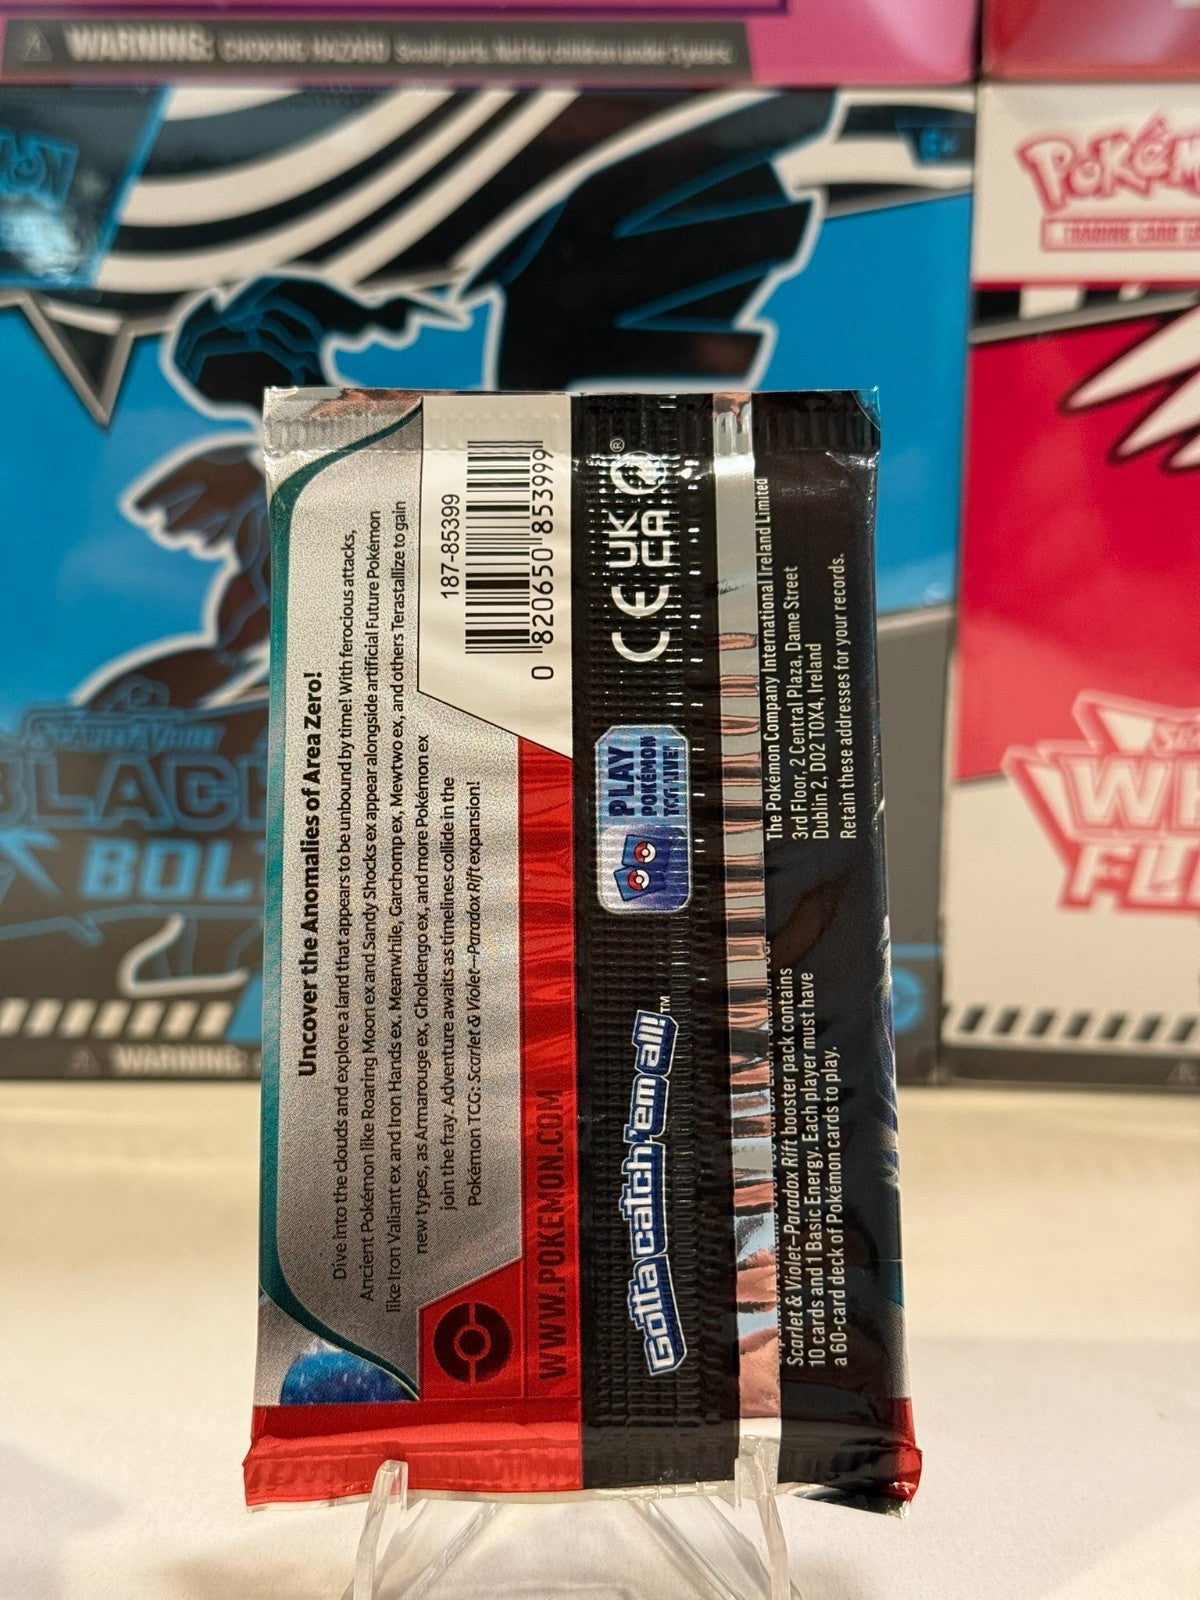 WARNING: CHOKING HAZARD Small parts. Not for children under 3 years.
POKéM
TRADING CARD
BLACK
BOL
WARNING:
WH
FL
Uncover the Anomalies of Area Zero!
Dive into the clouds and explore a land that appears to be unbound by time! With ferocious attacks,
Ancient Pokémon like Roaring Moon ex and Sandy Shocks ex appear alongside artificial Future Pokémon
like Iron Valiant ex and Iron Hands ex. Meanwhile, Garchomp ex, Mewtwo ex, and others Terastallize to gain
new types, as Armarouge ex, Gholdengo ex, and more Pokémon ex
join the fray. Adventure awaits as timelines collide in the
Pokémon TCG: Scarlet & Violet—Paradox Rift expansion!
187-85399
0 820650 853999
WWW.POKEMON.COM
CE UK CA ®
PLAY
POKÉMON
TCG LIVE!
Gotta catch 'em all!™
The Pokémon Company International Ireland Limited
3rd Floor, 2 Central Plaza, Dame Street
Dublin 2, D02 T0X4, Ireland
Retain these addresses for your records.
Scarlet & Violet—Paradox Rift booster pack contains
10 cards and 1 Basic Energy. Each player must have
a 60-card deck of Pokémon cards to play.